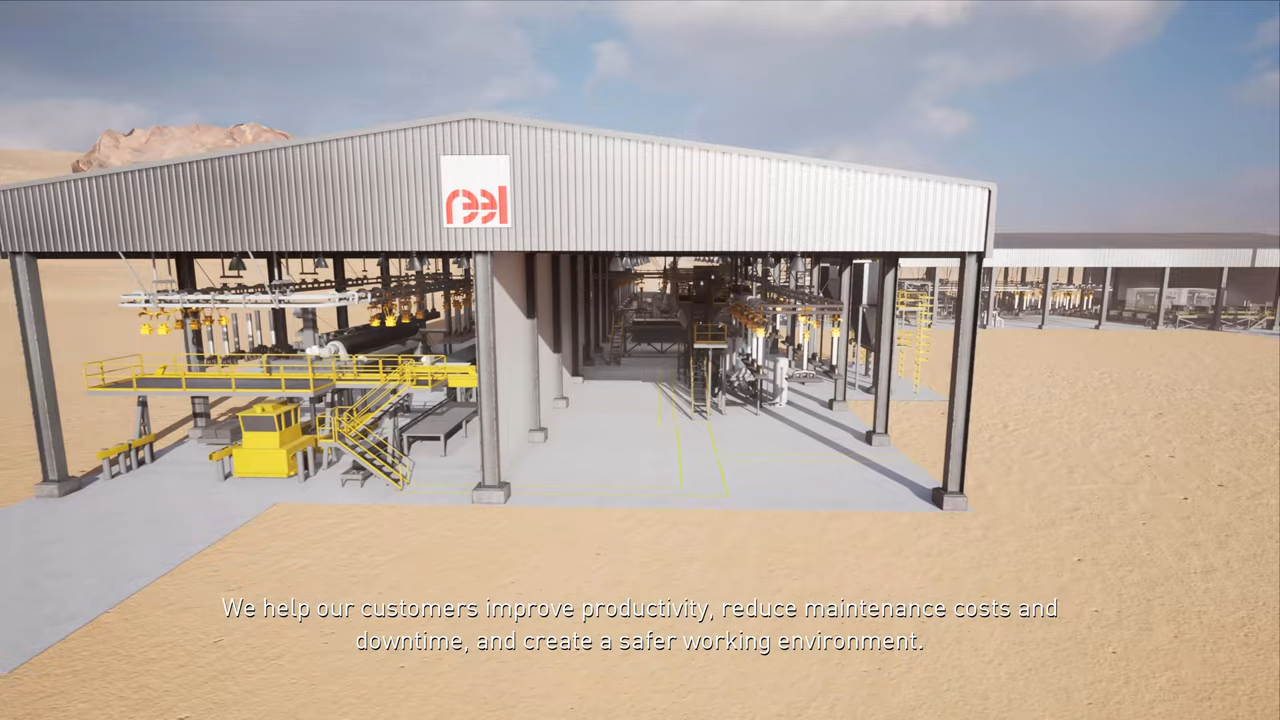 reel
We help our customers improve productivity, reduce maintenance costs and
downtime, and create a safer working environment.